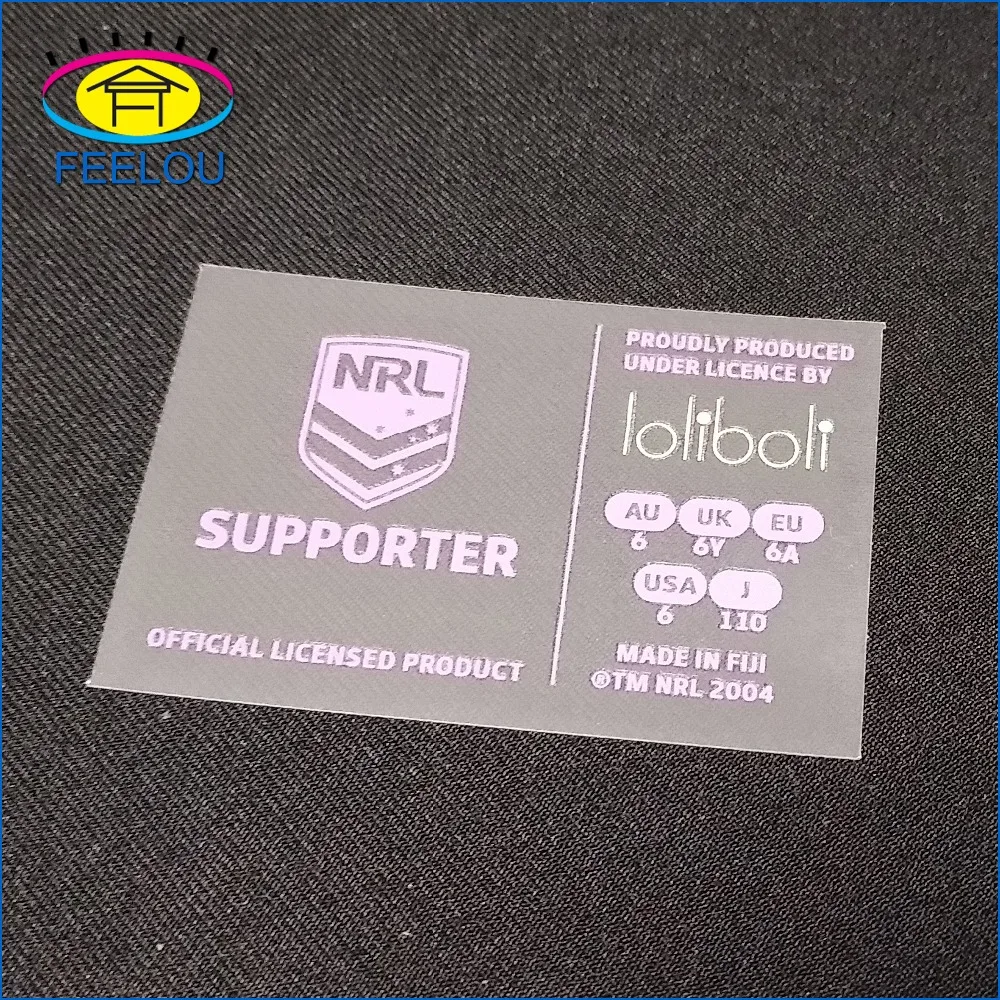 FEELOU
NRL
SUPPORTER
OFFICIAL LICENSED PRODUCT
PROUDLY PRODUCED
UNDER LICENCE BY
loliboli
AU UK EU
6 6Y 6A
USA J
6 110
MADE IN FIJI
®TM NRL 2004